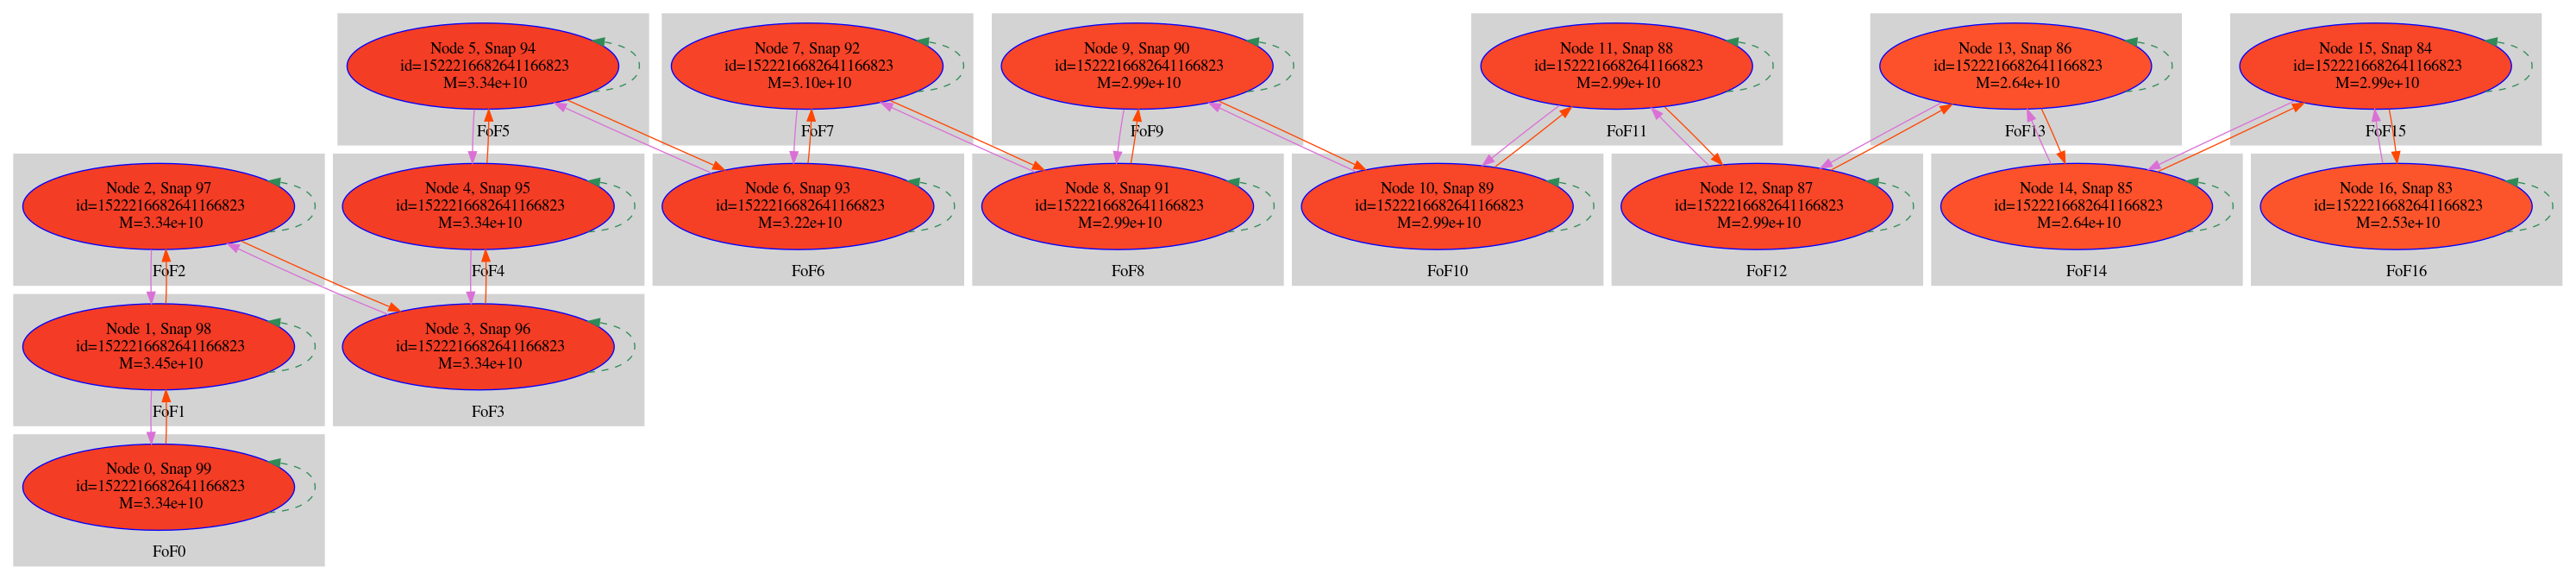 Node 5, Snap 94
id=1522216682641166823
M=3.34e+10
FoF5
Node 7, Snap 92
id=1522216682641166823
M=3.10e+10
FoF7
Node 9, Snap 90
id=1522216682641166823
M=2.99e+10
FoF9
Node 11, Snap 88
id=1522216682641166823
M=2.99e+10
FoF11
Node 13, Snap 86
id=1522216682641166823
M=2.64e+10
FoF13
Node 15, Snap 84
id=1522216682641166823
M=2.99e+10
FoF15
Node 2, Snap 97
id=1522216682641166823
M=3.34e+10
FoF2
Node 4, Snap 95
id=1522216682641166823
M=3.34e+10
FoF4
Node 6, Snap 93
id=1522216682641166823
M=3.22e+10
FoF6
Node 8, Snap 91
id=1522216682641166823
M=2.99e+10
FoF8
Node 10, Snap 89
id=1522216682641166823
M=2.99e+10
FoF10
Node 12, Snap 87
id=1522216682641166823
M=2.99e+10
FoF12
Node 14, Snap 85
id=1522216682641166823
M=2.64e+10
FoF14
Node 16, Snap 83
id=1522216682641166823
M=2.53e+10
FoF16
Node 1, Snap 98
id=1522216682641166823
M=3.45e+10
FoF1
Node 3, Snap 96
id=1522216682641166823
M=3.34e+10
FoF3
Node 0, Snap 99
id=1522216682641166823
M=3.34e+10
FoF0